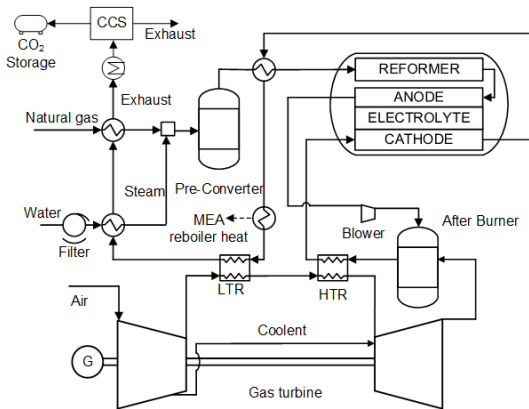 CCS
CO2
Storage
Exhaust
Exhaust
REFORMER
ANODE
ELECTROLYTE
CATHODE
Natural gas
Steam
Pre-Converter
Water
Filter
MEA
reboiler heat
Blower
After Burner
LTR
HTR
Air
Coolent
G
Gas turbine